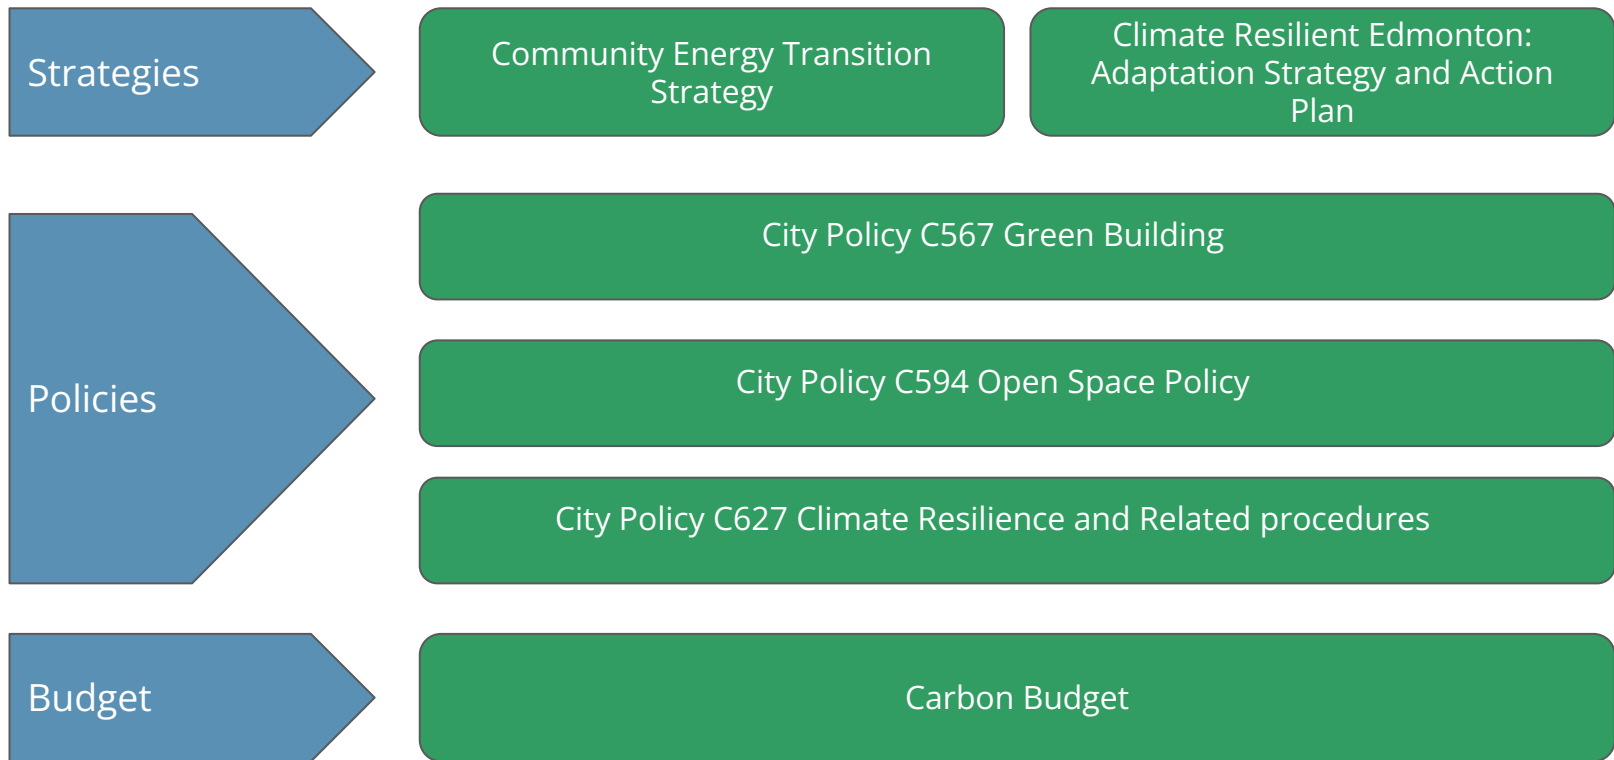 Strategies
Community Energy Transition
Strategy
Climate Resilient Edmonton:
Adaptation Strategy and Action
Plan
Policies
City Policy C567 Green Building
City Policy C594 Open Space Policy
City Policy C627 Climate Resilience and Related procedures
Budget
Carbon Budget